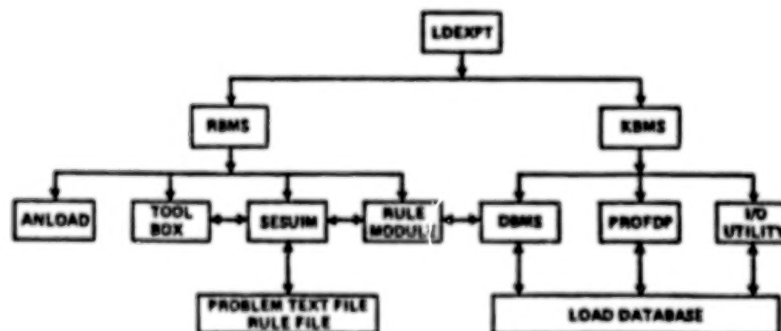 LDEXPT
RBMS
KBMS
ANLOAD
TOOL
BOX
SESUIM
RULE
MODULE
DBMS
PROFDP
I/O
UTILITY
PROBLEM TEXT FILE
RULE FILE
LOAD DATABASE